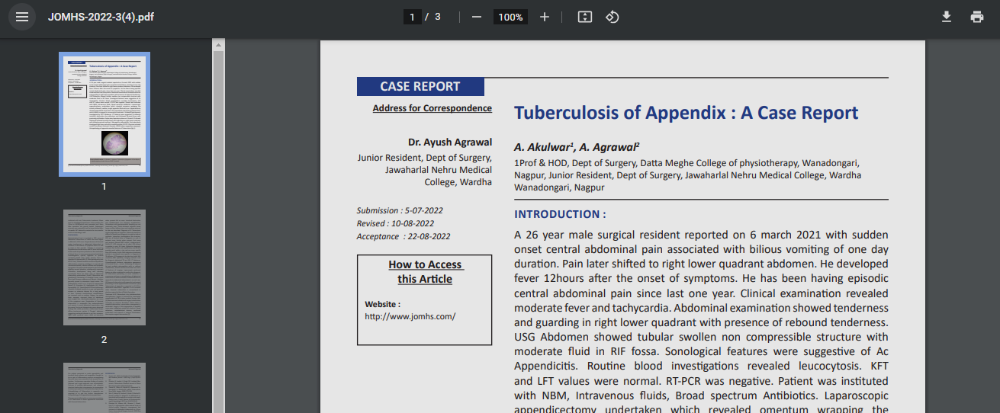 JOMHS-2022-3(4).pdf
1 / 3
100%
1
2
CASE REPORT
Address for Correspondence
Dr. Ayush Agrawal
Junior Resident, Dept of Surgery,
Jawaharlal Nehru Medical
College, Wardha
Submission : 5-07-2022
Revised : 10-08-2022
Acceptance : 22-08-2022
How to Access
this Article
Website :
http://www.jomhs.com/
Tuberculosis of Appendix : A Case Report
A. Akulwar¹, A. Agrawal²
1Prof & HOD, Dept of Surgery, Datta Meghe College of physiotherapy, Wanadongari,
Nagpur, Junior Resident, Dept of Surgery, Jawaharlal Nehru Medical College, Wardha
Wanadongari, Nagpur
INTRODUCTION :
A 26 year male surgical resident reported on 6 march 2021 with sudden
onset central abdominal pain associated with bilious vomiting of one day
duration. Pain later shifted to right lower quadrant abdomen. He developed
fever 12hours after the onset of symptoms. He has been having episodic
central abdominal pain since last one year. Clinical examination revealed
moderate fever and tachycardia. Abdominal examination showed tenderness
and guarding in right lower quadrant with presence of rebound tenderness.
USG Abdomen showed tubular swollen non compressible structure with
moderate fluid in RIF fossa. Sonological features were suggestive of Ac
Appendicitis. Routine blood investigations revealed leucocytosis. KFT
and LFT values were normal. RT-PCR was negative. Patient was instituted
with NBM, Intravenous fluids, Broad spectrum Antibiotics. Laparoscopic
appendicectomy undertaken which revealed omentum wrapping the